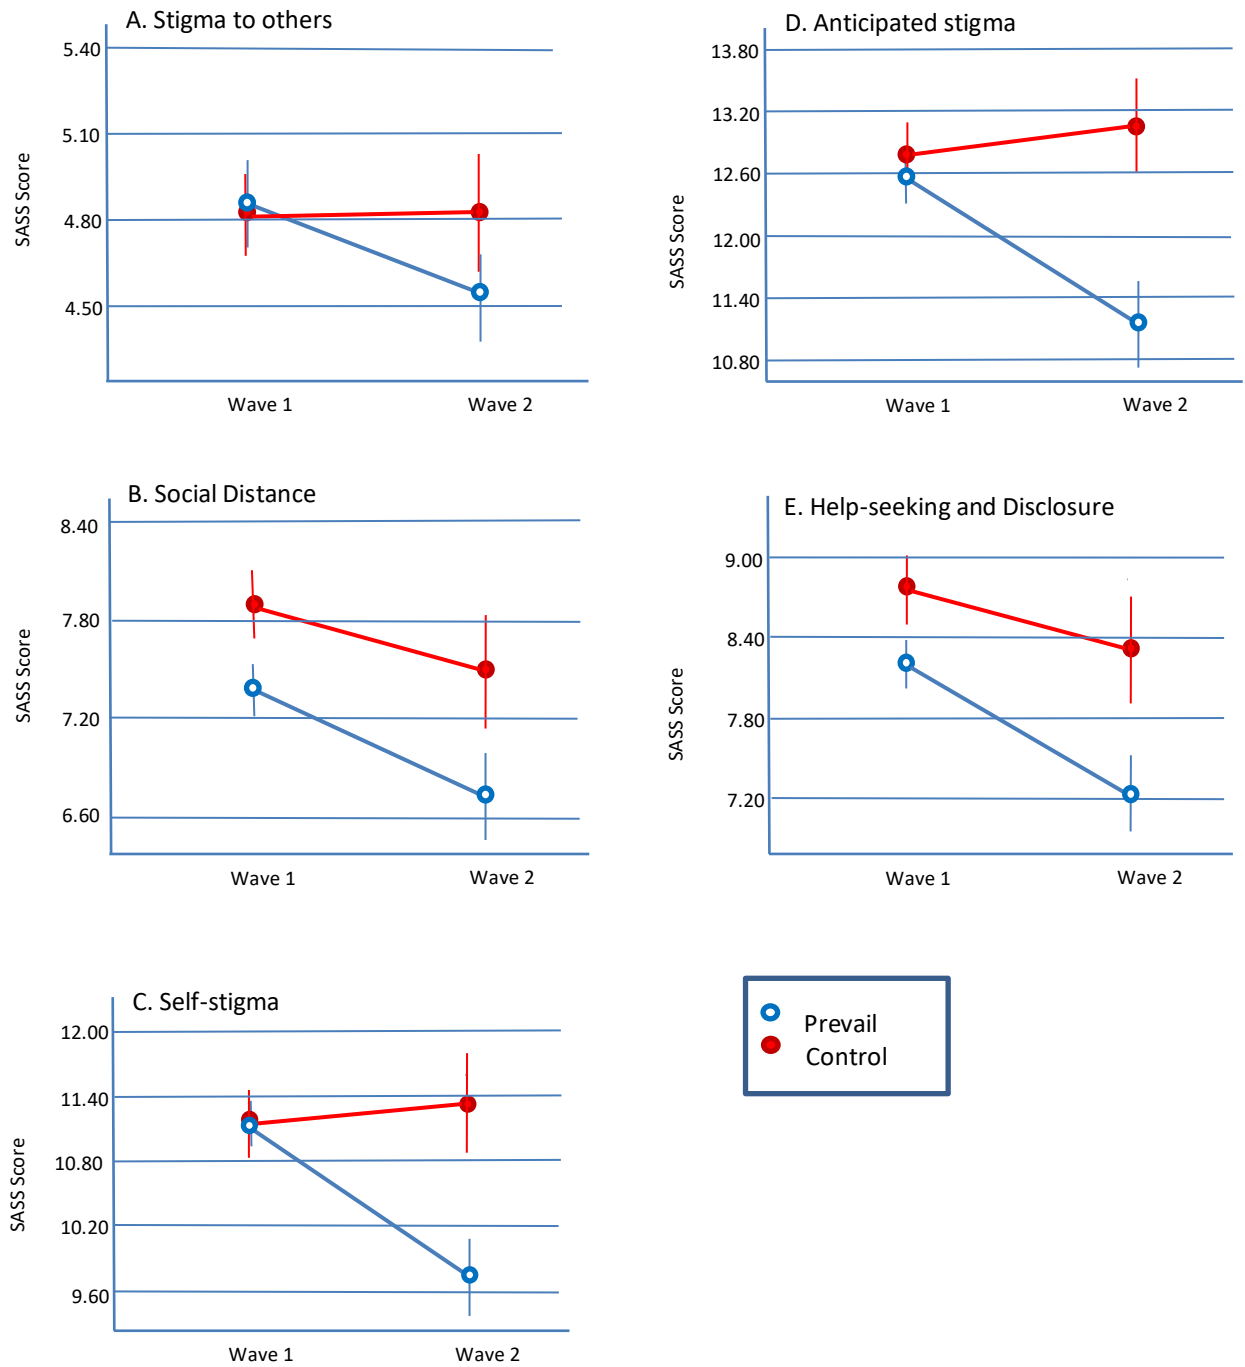 A. Stigma to others
5.40
5.10
4.80
4.50
SASS Score
Wave 1
Wave 2
B. Social Distance
8.40
7.80
7.20
6.60
SASS Score
Wave 1
Wave 2
C. Self-stigma
12.00
11.40
10.80
10.20
9.60
SASS Score
Wave 1
Wave 2
D. Anticipated stigma
13.80
13.20
12.60
12.00
11.40
10.80
SASS Score
Wave 1
Wave 2
E. Help-seeking and Disclosure
9.00
8.40
7.80
7.20
SASS Score
Wave 1
Wave 2
Prevail
Control